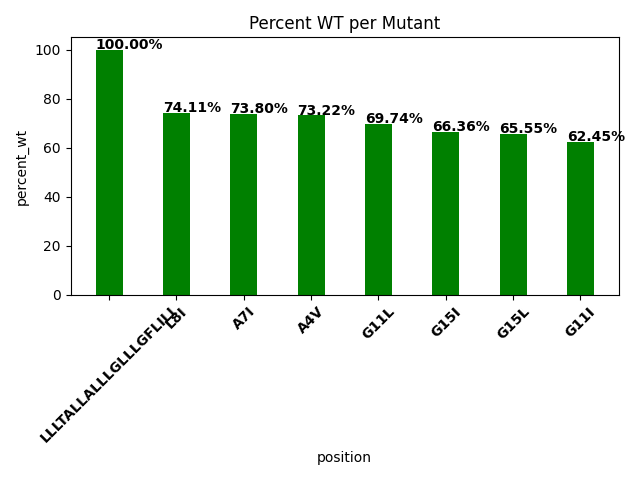 Percent WT per Mutant
percent_wt
100
80
60
40
20
0
100.00%
74.11%
73.80%
73.22%
69.74%
66.36%
65.55%
62.45%
LLLTALLALLLGLLLGFLILL
L8I
A7I
A4V
G11L
G15I
G15L
G11I
position